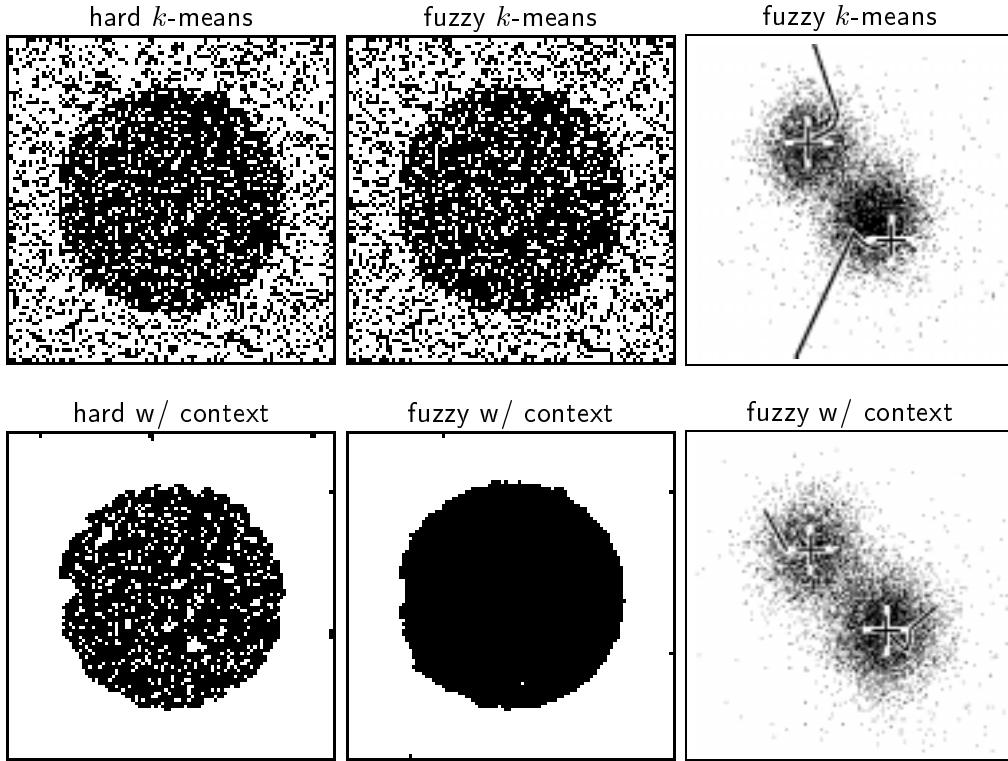 hard k-means
fuzzy k-means
fuzzy k-means
hard w/ context
fuzzy w/ context
fuzzy w/ context